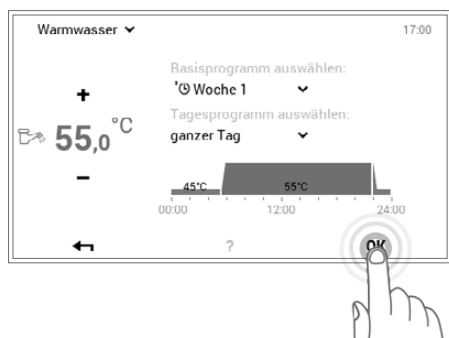 Warmwasser 17:00
Basisprogramm auswählen:
Woche 1
Tagesprogramm auswählen:
ganzer Tag
+
55,0 °C
−
45°C 55°C
00:00 12:00 24:00
? OK